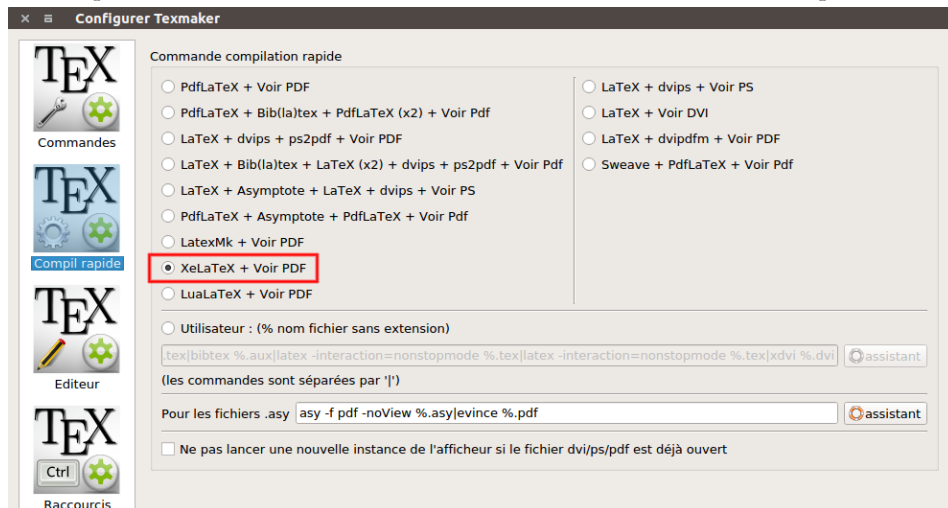 Configurer Texmaker
TEX
Commandes
TEX
Compil rapide
TEX
Editeur
TEX
Ctrl
Raccourcis
Commande compilation rapide
PdfLaTeX + Voir PDF
PdfLaTeX + Bib(la)tex + PdfLaTeX (x2) + Voir Pdf
LaTeX + dvips + ps2pdf + Voir PDF
LaTeX + Bib(la)tex + LaTeX (x2) + dvips + ps2pdf + Voir Pdf
LaTeX + Asymptote + LaTeX + dvips + Voir PS
PdfLaTeX + Asymptote + PdfLaTeX + Voir Pdf
LatexMk + Voir PDF
XeLaTeX + Voir PDF
LuaLaTeX + Voir PDF
LaTeX + dvips + Voir PS
LaTeX + Voir DVI
LaTeX + dvipdfm + Voir PDF
Sweave + PdfLaTeX + Voir Pdf
Utilisateur : (% nom fichier sans extension)
.tex|bibtex %.aux|latex -interaction=nonstopmode %.tex|latex -interaction=nonstopmode %.tex|xdvi %.dvi assistant
(les commandes sont séparées par '|')
Pour les fichiers .asy asy -f pdf -noView %.asy|evince %.pdf assistant
Ne pas lancer une nouvelle instance de l'afficheur si le fichier dvi/ps/pdf est déjà ouvert